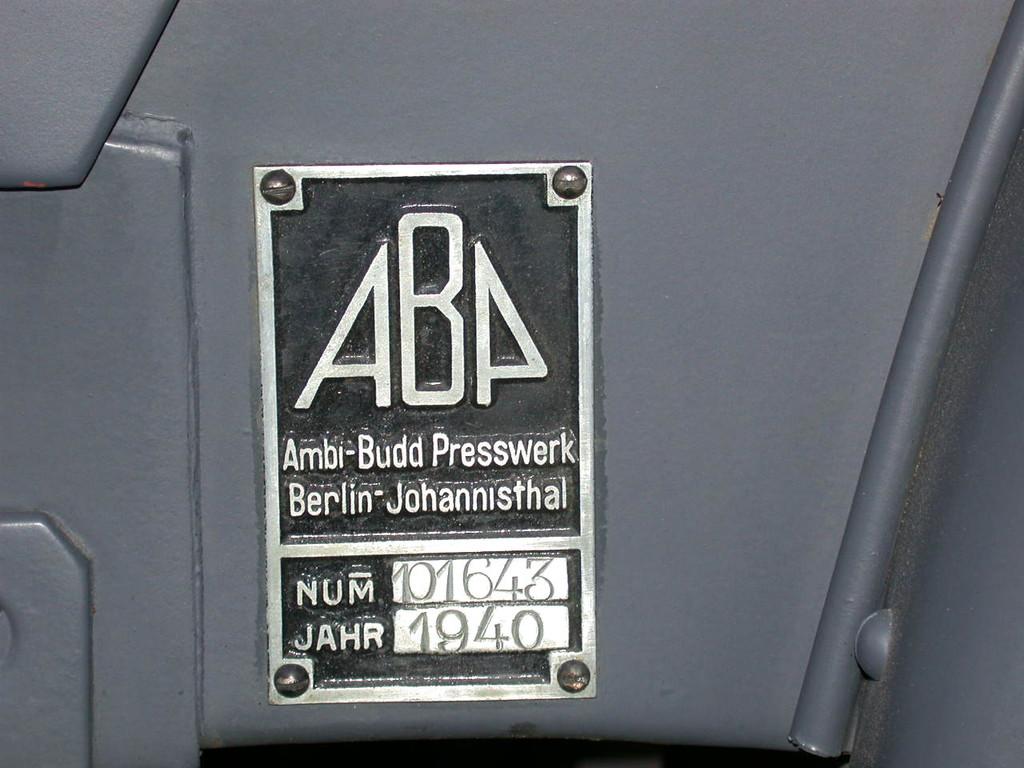 ABP
Ambi-Budd Presswerk
Berlin-Johannisthal
NUM̅ 101643
JAHR 1940